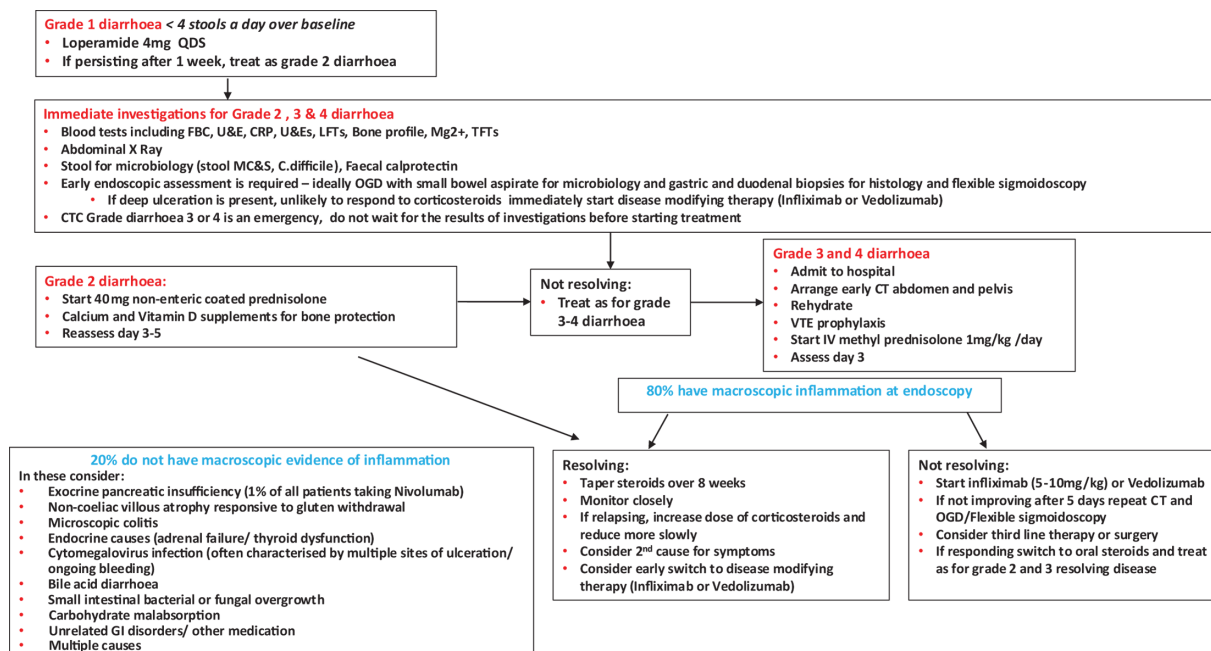 Grade 1 diarrhoea < 4 stools a day over baseline
• Loperamide 4mg QDS
• If persisting after 1 week, treat as grade 2 diarrhoea
Immediate investigations for Grade 2 , 3 & 4 diarrhoea
• Blood tests including FBC, U&E, CRP, U&Es, LFTs, Bone profile, Mg2+, TFTs
• Abdominal X Ray
• Stool for microbiology (stool MC&S, C.difficile), Faecal calprotectin
• Early endoscopic assessment is required – ideally OGD with small bowel aspirate for microbiology and gastric and duodenal biopsies for histology and flexible sigmoidoscopy
• If deep ulceration is present, unlikely to respond to corticosteroids immediately start disease modifying therapy (Infliximab or Vedolizumab)
• CTC Grade diarrhoea 3 or 4 is an emergency, do not wait for the results of investigations before starting treatment
Grade 2 diarrhoea:
• Start 40mg non-enteric coated prednisolone
• Calcium and Vitamin D supplements for bone protection
• Reassess day 3-5
Not resolving:
• Treat as for grade
3-4 diarrhoea
Grade 3 and 4 diarrhoea
• Admit to hospital
• Arrange early CT abdomen and pelvis
• Rehydrate
• VTE prophylaxis
• Start IV methyl prednisolone 1mg/kg /day
• Assess day 3
80% have macroscopic inflammation at endoscopy
20% do not have macroscopic evidence of inflammation
In these consider:
• Exocrine pancreatic insufficiency (1% of all patients taking Nivolumab)
• Non-coeliac villous atrophy responsive to gluten withdrawal
• Microscopic colitis
• Endocrine causes (adrenal failure/ thyroid dysfunction)
• Cytomegalovirus infection (often characterised by multiple sites of ulceration/
ongoing bleeding)
• Bile acid diarrhoea
• Small intestinal bacterial or fungal overgrowth
• Carbohydrate malabsorption
• Unrelated GI disorders/ other medication
• Multiple causes
Resolving:
• Taper steroids over 8 weeks
• Monitor closely
• If relapsing, increase dose of corticosteroids and
reduce more slowly
• Consider 2nd cause for symptoms
• Consider early switch to disease modifying
therapy (Infliximab or Vedolizumab)
Not resolving:
• Start infliximab (5-10mg/kg) or Vedolizumab
• If not improving after 5 days repeat CT and
OGD/Flexible sigmoidoscopy
• Consider third line therapy or surgery
• If responding switch to oral steroids and treat
as for grade 2 and 3 resolving disease